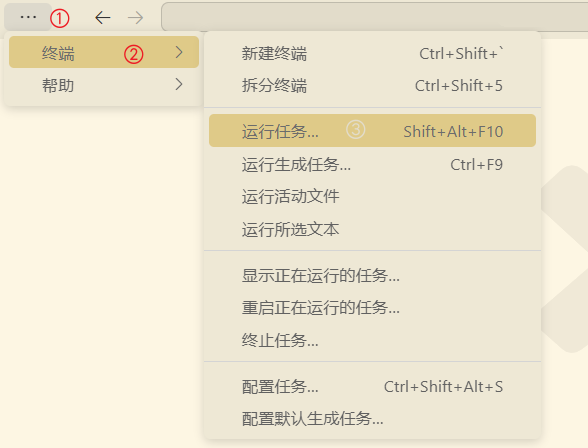 … ①
终端 ② >
帮助 >
新建终端 Ctrl+Shift+`
拆分终端 Ctrl+Shift+5
运行任务... ③ Shift+Alt+F10
运行生成任务... Ctrl+F9
运行活动文件
运行所选文本
显示正在运行的任务...
重启正在运行的任务...
终止任务...
配置任务... Ctrl+Shift+Alt+S
配置默认生成任务...